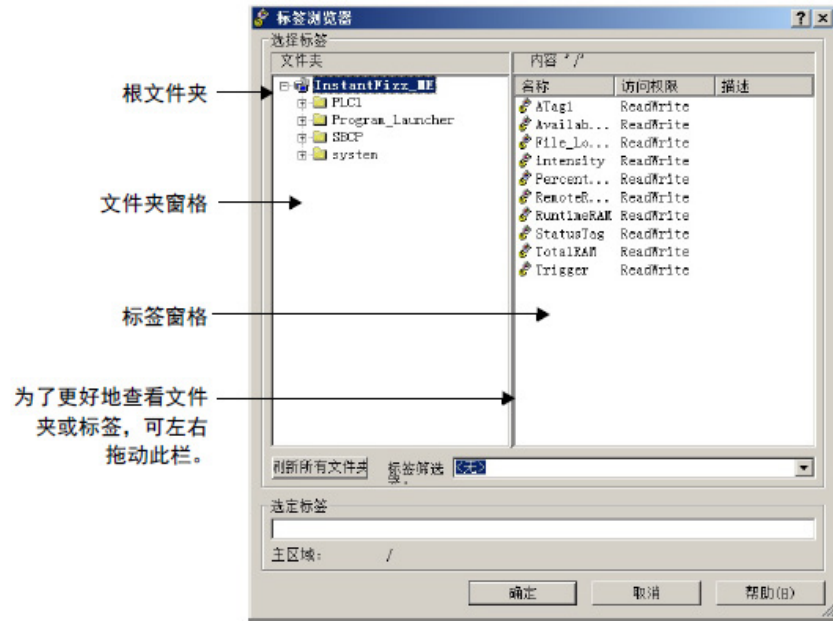 标签浏览器
选择标签
文件夹
内容 '/'
根文件夹
InstantFizz_ME
PLC1
Program_Launcher
SECP
system
名称 访问权限 描述
ATag1 ReadWrite
Availab... ReadWrite
File_Lo... ReadWrite
intensity ReadWrite
Percent... ReadWrite
RemoteR... ReadWrite
RuntimeRAM ReadWrite
StatusTag ReadWrite
TotalRAM ReadWrite
Trigger ReadWrite
文件夹窗格
标签窗格
为了更好地查看文件
夹或标签，可左右
拖动此栏。
刷新所有文件夹
标签筛选
<无>
选定标签
主区域： /
确定 取消 帮助(H)